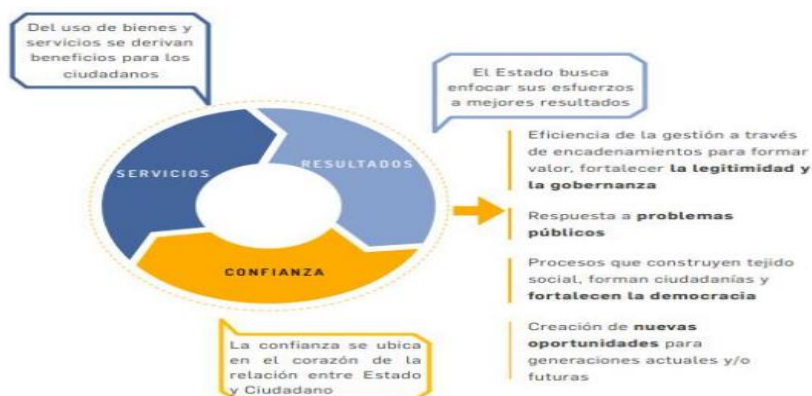 Del uso de bienes y
servicios se derivan
beneficios para los
ciudadanos
El Estado busca
enfocar sus esfuerzos
a mejores resultados
SERVICIOS
RESULTADOS
CONFIANZA
Eficiencia de la gestión a través
de encadenamientos para formar
valor, fortalecer la legitimidad y
la gobernanza
Respuesta a problemas
públicos
Procesos que construyen tejido
social, forman ciudadanías y
fortalecen la democracia
Creación de nuevas
oportunidades para
generaciones actuales y/o
futuras
La confianza se ubica
en el corazón de la
relación entre Estado
y Ciudadano